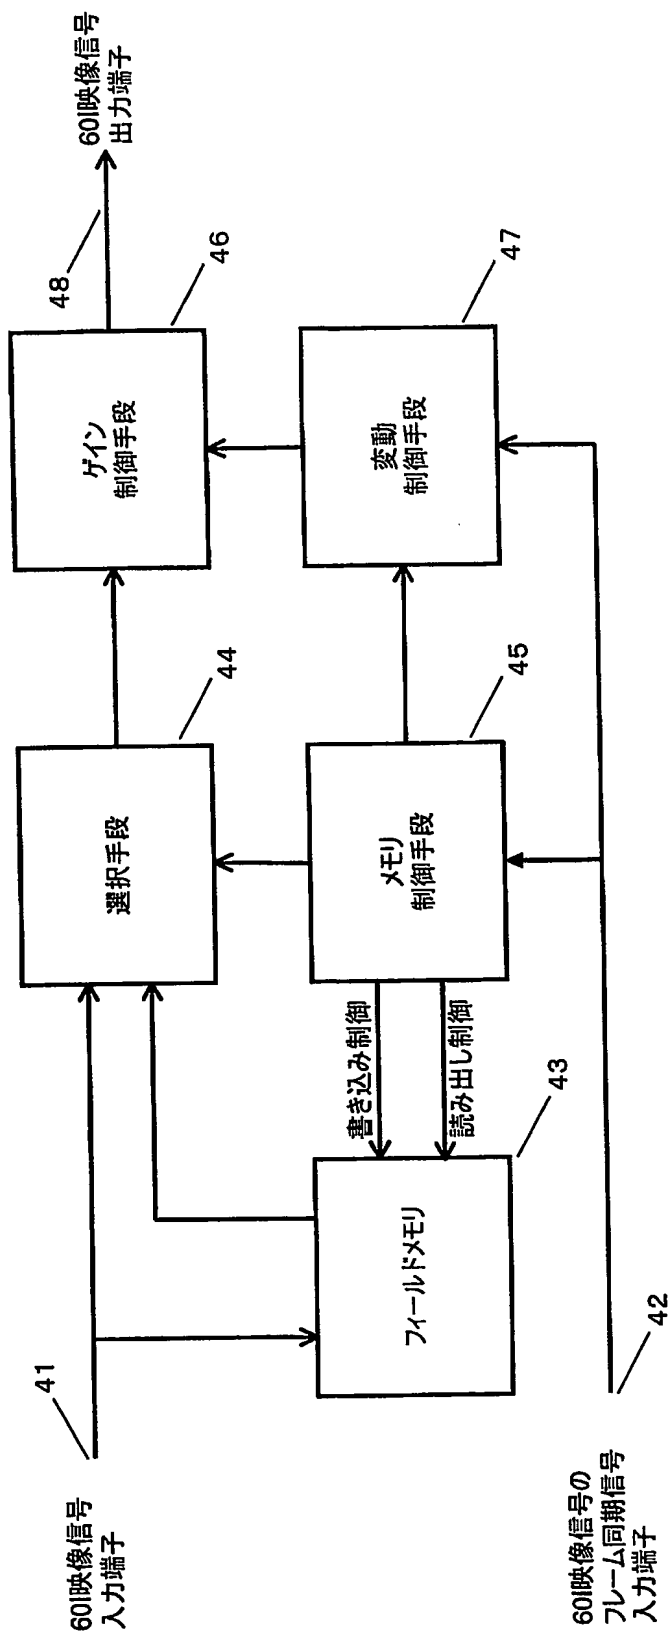 60I映像信号
入力端子
41
選択手段
44
ゲイン
制御手段
46
48
60I映像信号
出力端子
フィールドメモリ
43
書き込み制御
読み出し制御
メモリ
制御手段
45
変動
制御手段
47
60I映像信号の
フレーム同期信号
入力端子
42